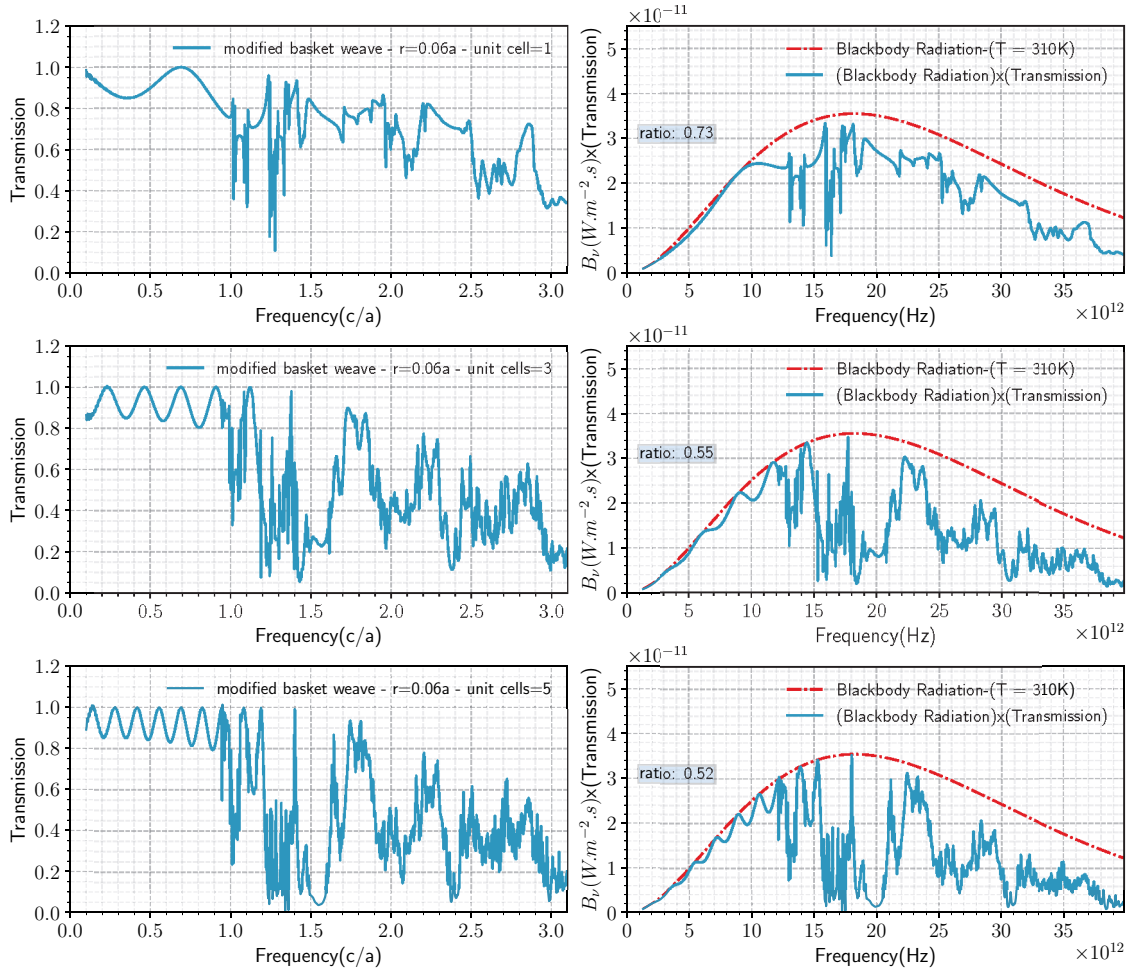 1.2
1.0
0.8
0.6
0.4
0.2
0.0
Transmission
modified basket weave - r=0.06a - unit cell=1
0.0 0.5 1.0 1.5 2.0 2.5 3.0
Frequency(c/a)
×10⁻¹¹
5
4
3
2
1
0
B_ν(W.m⁻².s)x(Transmission)
Blackbody Radiation-(T = 310K)
(Blackbody Radiation)x(Transmission)
ratio: 0.73
0 5 10 15 20 25 30 35
×10¹²
Frequency(Hz)
1.2
1.0
0.8
0.6
0.4
0.2
0.0
Transmission
modified basket weave - r=0.06a - unit cells=3
0.0 0.5 1.0 1.5 2.0 2.5 3.0
Frequency(c/a)
×10⁻¹¹
5
4
3
2
1
0
B_ν(W.m⁻².s)x(Transmission)
Blackbody Radiation-(T = 310K)
(Blackbody Radiation)x(Transmission)
ratio: 0.55
0 5 10 15 20 25 30 35
×10¹²
Frequency(Hz)
1.2
1.0
0.8
0.6
0.4
0.2
0.0
Transmission
modified basket weave - r=0.06a - unit cells=5
0.0 0.5 1.0 1.5 2.0 2.5 3.0
Frequency(c/a)
×10⁻¹¹
5
4
3
2
1
0
B_ν(W.m⁻².s)x(Transmission)
Blackbody Radiation-(T = 310K)
(Blackbody Radiation)x(Transmission)
ratio: 0.52
0 5 10 15 20 25 30 35
×10¹²
Frequency(Hz)